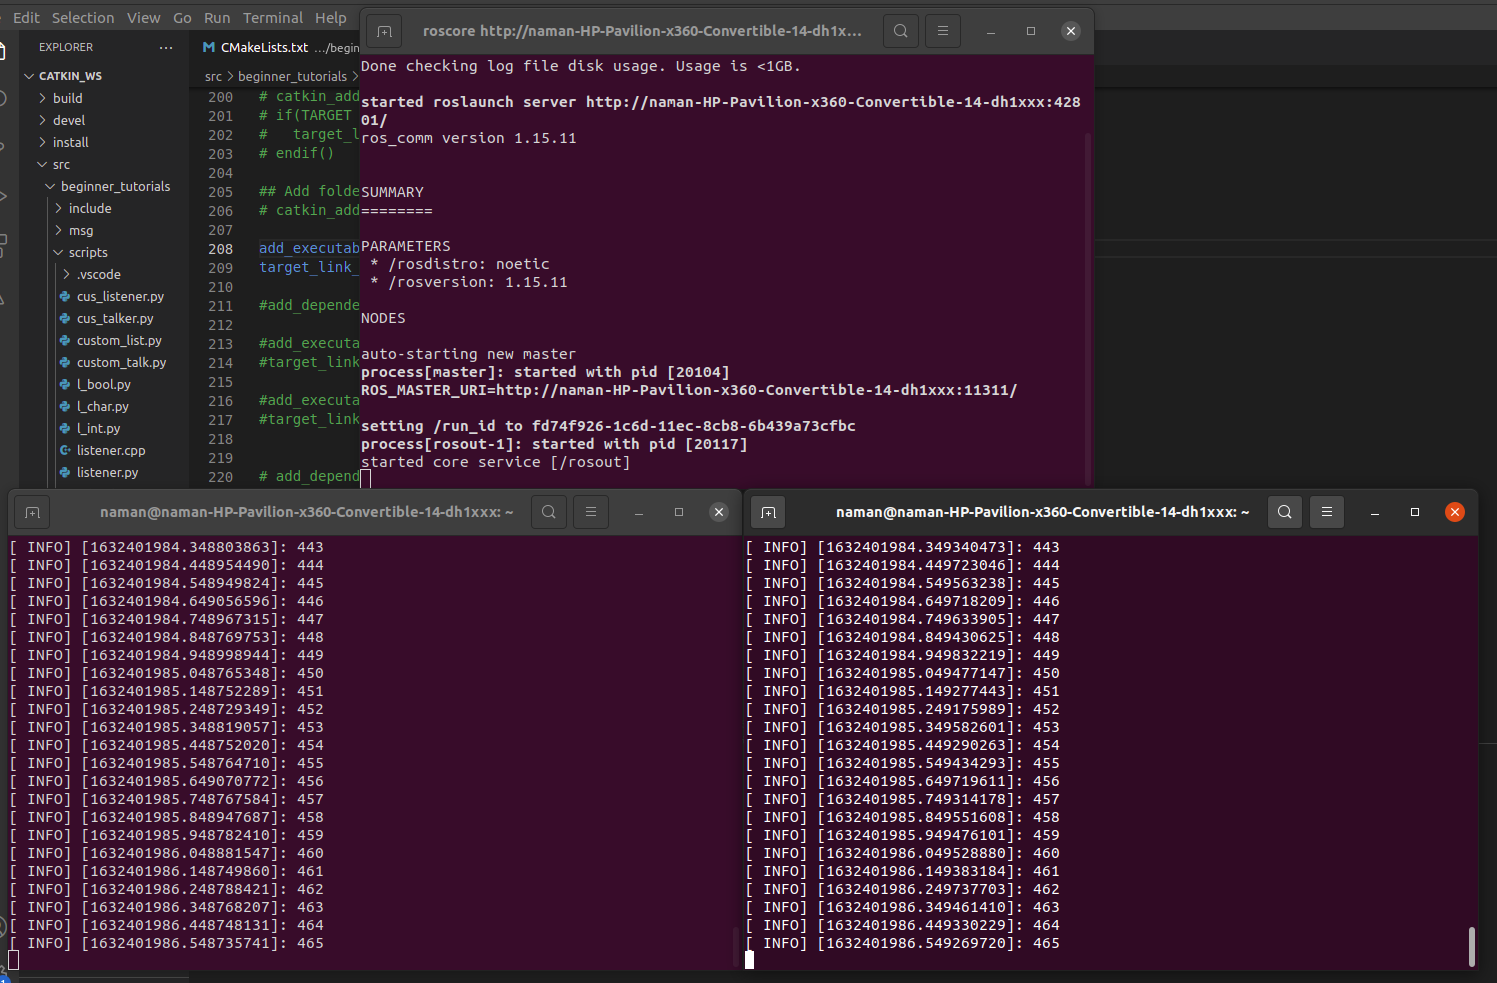 Edit Selection View Go Run Terminal Help
EXPLORER ...
CATKIN_WS
build
devel
install
src
beginner_tutorials
include
msg
scripts
.vscode
cus_listener.py
cus_talker.py
custom_list.py
custom_talk.py
l_bool.py
l_char.py
l_int.py
listener.cpp
listener.py
CMakeLists.txt .../begin
src > beginner_tutorials >
200 # catkin_add
201 # if(TARGET
202 #   target_l
203 # endif()
204
205 ## Add folde
206 # catkin_add
207
208 add_executab
209 target_link_
210
211 #add_depende
212
213 #add_executa
214 #target_link
215
216 #add_executa
217 #target_link
218
219
220 # add_depend
roscore http://naman-HP-Pavilion-x360-Convertible-14-dh1x...
Done checking log file disk usage. Usage is <1GB.
started roslaunch server http://naman-HP-Pavilion-x360-Convertible-14-dh1xxx:428
01/
ros_comm version 1.15.11
SUMMARY
========
PARAMETERS
 * /rosdistro: noetic
 * /rosversion: 1.15.11
NODES
auto-starting new master
process[master]: started with pid [20104]
ROS_MASTER_URI=http://naman-HP-Pavilion-x360-Convertible-14-dh1xxx:11311/
setting /run_id to fd74f926-1c6d-11ec-8cb8-6b439a73cfbc
process[rosout-1]: started with pid [20117]
started core service [/rosout]
naman@naman-HP-Pavilion-x360-Convertible-14-dh1xxx: ~
[ INFO] [1632401984.348803863]: 443
[ INFO] [1632401984.448954490]: 444
[ INFO] [1632401984.548949824]: 445
[ INFO] [1632401984.649056596]: 446
[ INFO] [1632401984.748967315]: 447
[ INFO] [1632401984.848769753]: 448
[ INFO] [1632401984.948998944]: 449
[ INFO] [1632401985.048765348]: 450
[ INFO] [1632401985.148752289]: 451
[ INFO] [1632401985.248729349]: 452
[ INFO] [1632401985.348819057]: 453
[ INFO] [1632401985.448752020]: 454
[ INFO] [1632401985.548764710]: 455
[ INFO] [1632401985.649070772]: 456
[ INFO] [1632401985.748767584]: 457
[ INFO] [1632401985.848947687]: 458
[ INFO] [1632401985.948782410]: 459
[ INFO] [1632401986.048881547]: 460
[ INFO] [1632401986.148749860]: 461
[ INFO] [1632401986.248788421]: 462
[ INFO] [1632401986.348768207]: 463
[ INFO] [1632401986.448748131]: 464
[ INFO] [1632401986.548735741]: 465
naman@naman-HP-Pavilion-x360-Convertible-14-dh1xxx: ~
[ INFO] [1632401984.349340473]: 443
[ INFO] [1632401984.449723046]: 444
[ INFO] [1632401984.549563238]: 445
[ INFO] [1632401984.649718209]: 446
[ INFO] [1632401984.749633905]: 447
[ INFO] [1632401984.849430625]: 448
[ INFO] [1632401984.949832219]: 449
[ INFO] [1632401985.049477147]: 450
[ INFO] [1632401985.149277443]: 451
[ INFO] [1632401985.249175989]: 452
[ INFO] [1632401985.349582601]: 453
[ INFO] [1632401985.449290263]: 454
[ INFO] [1632401985.549434293]: 455
[ INFO] [1632401985.649719611]: 456
[ INFO] [1632401985.749314178]: 457
[ INFO] [1632401985.849551608]: 458
[ INFO] [1632401985.949476101]: 459
[ INFO] [1632401986.049528880]: 460
[ INFO] [1632401986.149383184]: 461
[ INFO] [1632401986.249737703]: 462
[ INFO] [1632401986.349461410]: 463
[ INFO] [1632401986.449330229]: 464
[ INFO] [1632401986.549269720]: 465